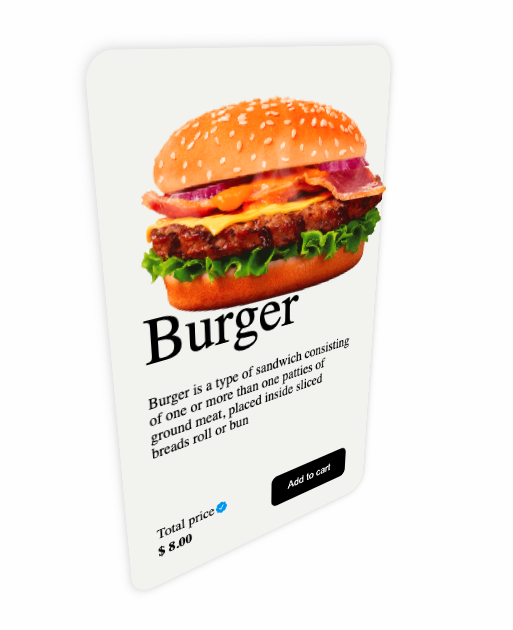 Burger
Burger is a type of sandwich consisting
of one or more than one patties of
ground meat, placed inside sliced
breads roll or bun
Add to cart
Total price
$ 8.00